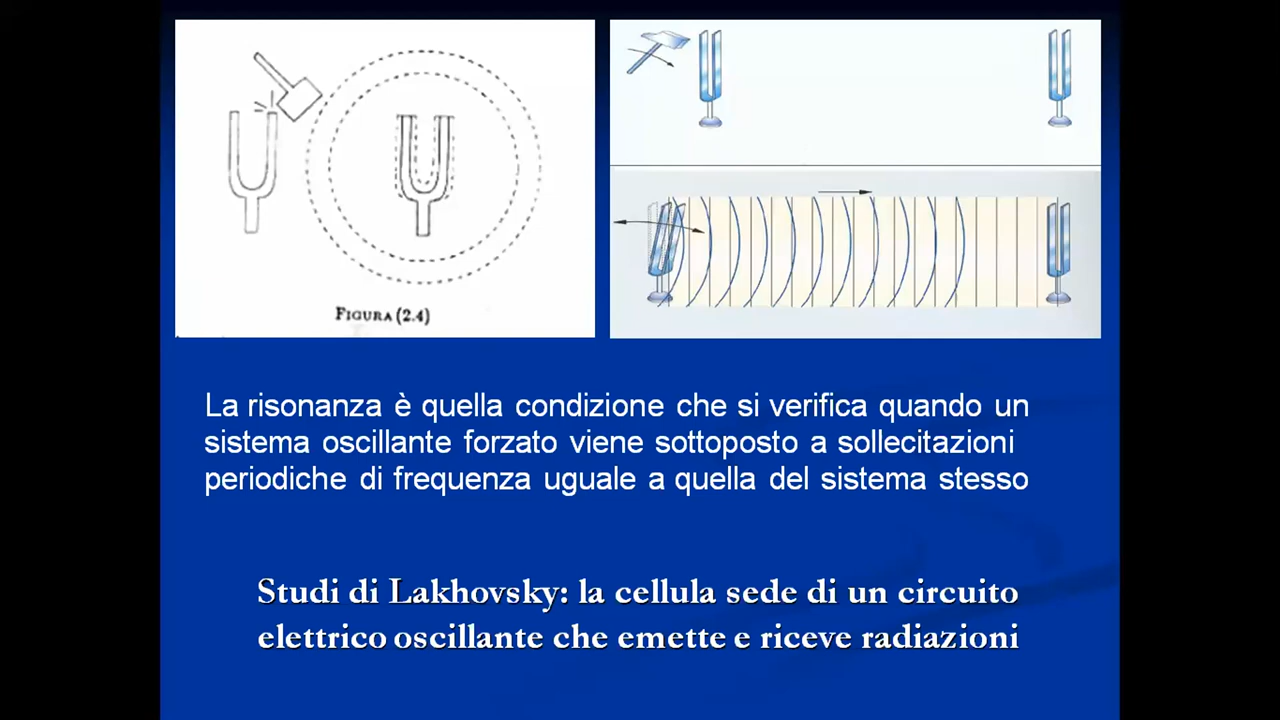 FIGURA (2.4)
La risonanza è quella condizione che si verifica quando un
sistema oscillante forzato viene sottoposto a sollecitazioni
periodiche di frequenza uguale a quella del sistema stesso
Studi di Lakhovsky: la cellula sede di un circuito
elettrico oscillante che emette e riceve radiazioni